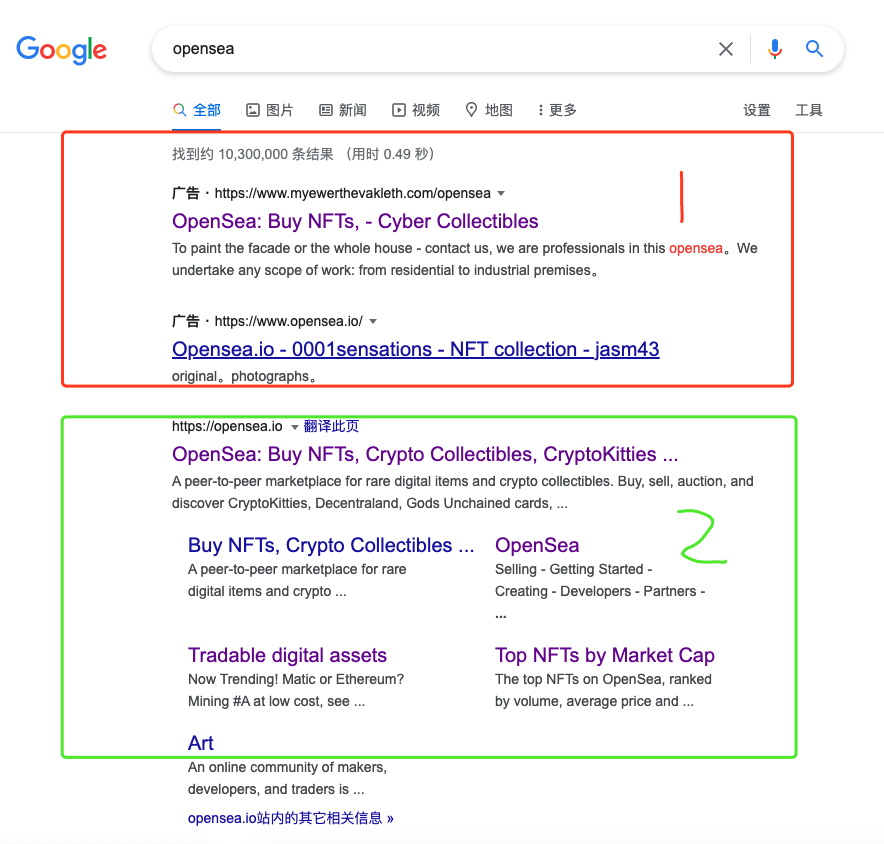 Google
opensea
全部 图片 新闻 视频 地图 更多 设置 工具
找到约 10,300,000 条结果 （用时 0.49 秒）
1
广告 · https://www.myewerthevakleth.com/opensea
OpenSea: Buy NFTs, - Cyber Collectibles
To paint the facade or the whole house - contact us, we are professionals in this opensea。We
undertake any scope of work: from residential to industrial premises。
广告 · https://www.opensea.io/
Opensea.io - 0001sensations - NFT collection - jasm43
original。photographs。
https://opensea.io 翻译此页
OpenSea: Buy NFTs, Crypto Collectibles, CryptoKitties ...
A peer-to-peer marketplace for rare digital items and crypto collectibles. Buy, sell, auction, and
discover CryptoKitties, Decentraland, Gods Unchained cards, ...
2
Buy NFTs, Crypto Collectibles ...
A peer-to-peer marketplace for rare
digital items and crypto ...
OpenSea
Selling - Getting Started -
Creating - Developers - Partners -
...
Tradable digital assets
Now Trending! Matic or Ethereum?
Mining #A at low cost, see ...
Top NFTs by Market Cap
The top NFTs on OpenSea, ranked
by volume, average price and ...
Art
An online community of makers,
developers, and traders is ...
opensea.io站内的其它相关信息 »